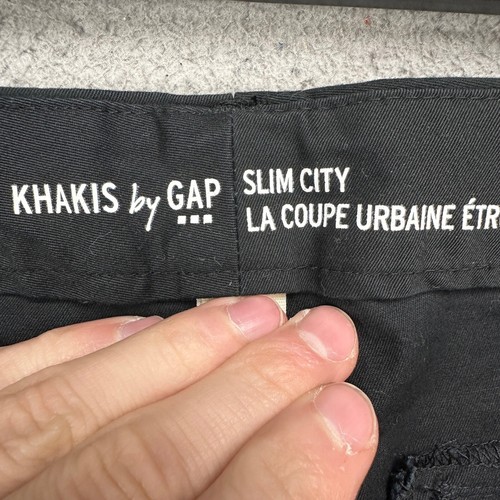 KHAKIS by GAP
SLIM CITY
LA COUPE URBAINE